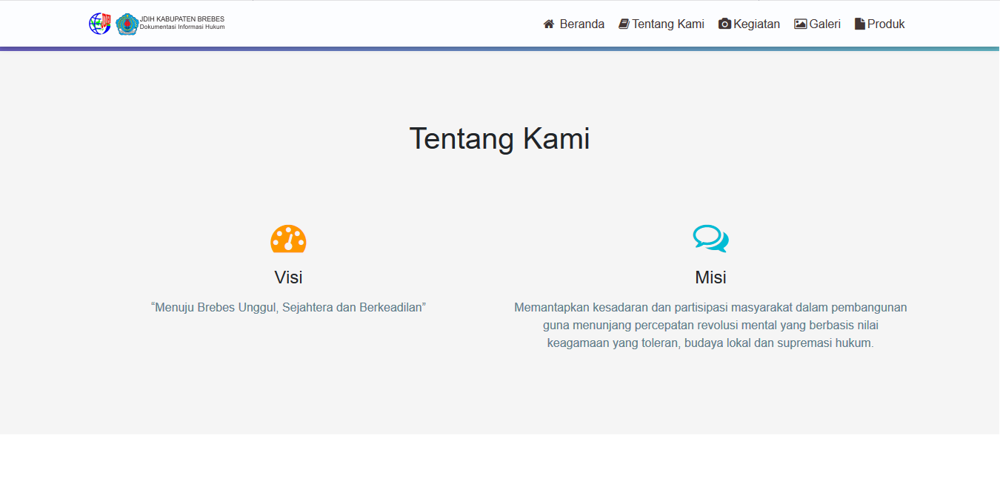 JDIH KABUPATEN BREBES
Dokumentasi Informasi Hukum
Beranda
Tentang Kami
Kegiatan
Galeri
Produk
Tentang Kami
Visi
“Menuju Brebes Unggul, Sejahtera dan Berkeadilan”
Misi
Memantapkan kesadaran dan partisipasi masyarakat dalam pembangunan
guna menunjang percepatan revolusi mental yang berbasis nilai
keagamaan yang toleran, budaya lokal dan supremasi hukum.